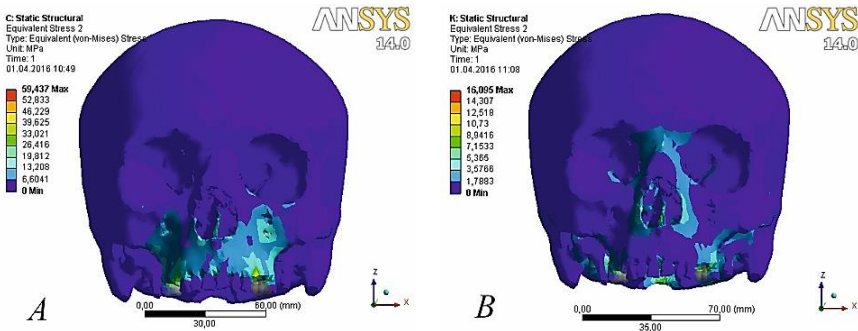 C: Static Structural
Equivalent Stress 2
Type: Equivalent (von-Mises) Stress
Unit: MPa
Time: 1
01.04.2016 10:49
59,437 Max
52,833
46,229
39,625
33,021
26,416
19,812
13,208
6,6041
0 Min
ANSYS
14.0
A
0,00
60,00 (mm)
30,00
Z
X
K: Static Structural
Equivalent Stress 2
Type: Equivalent (von-Mises) Stress
Unit: MPa
Time: 1
01.04.2016 11:08
16,095 Max
14,307
12,518
10,73
8,9416
7,1533
5,365
3,5766
1,7883
0 Min
ANSYS
14.0
B
0,00
70,00 (mm)
35,00
Z
X